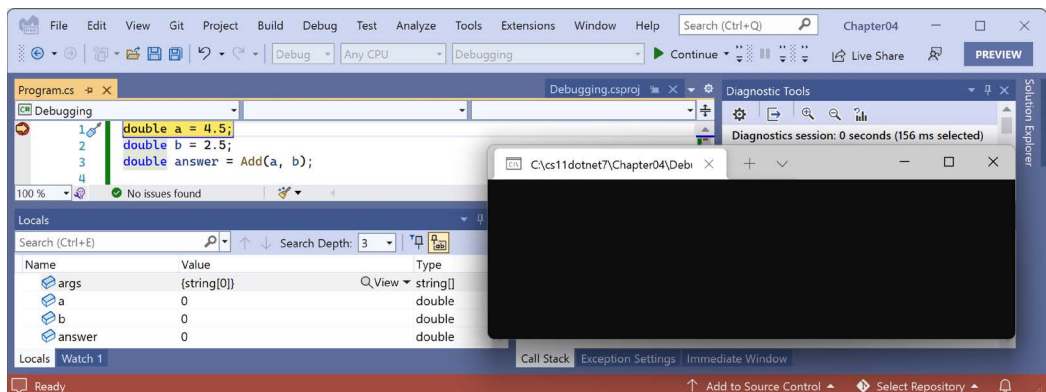 File Edit View Git Project Build Debug Test Analyze Tools Extensions Window Help Search (Ctrl+Q) Chapter04
Debug Any CPU Debugging Continue Live Share PREVIEW
Program.cs Debugging.csproj Diagnostic Tools
Solution Explorer
C# Debugging
1 double a = 4.5;
2 double b = 2.5;
3 double answer = Add(a, b);
4
Diagnostics session: 0 seconds (156 ms selected)
C:\cs11dotnet7\Chapter04\Deb
100 % No issues found
Locals
Search (Ctrl+E) Search Depth: 3
Name Value Type
args {string[0]} View string[]
a 0 double
b 0 double
answer 0 double
Locals Watch 1 Call Stack Exception Settings Immediate Window
Ready Add to Source Control Select Repository